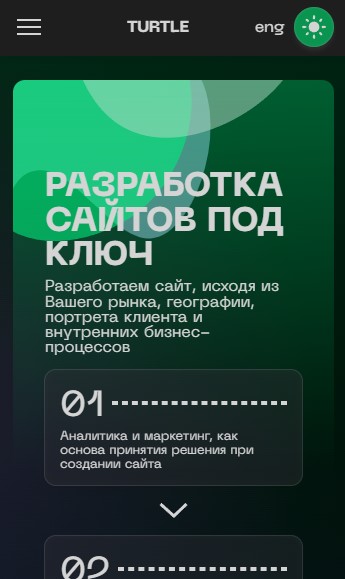 TURTLE
eng
РАЗРАБОТКА
САЙТОВ ПОД
КЛЮЧ
Разработаем сайт, исходя из
Вашего рынка, географии,
портрета клиента и
внутренних бизнес–
процессов
01
Аналитика и маркетинг, как
основа принятия решения при
создании сайта
02